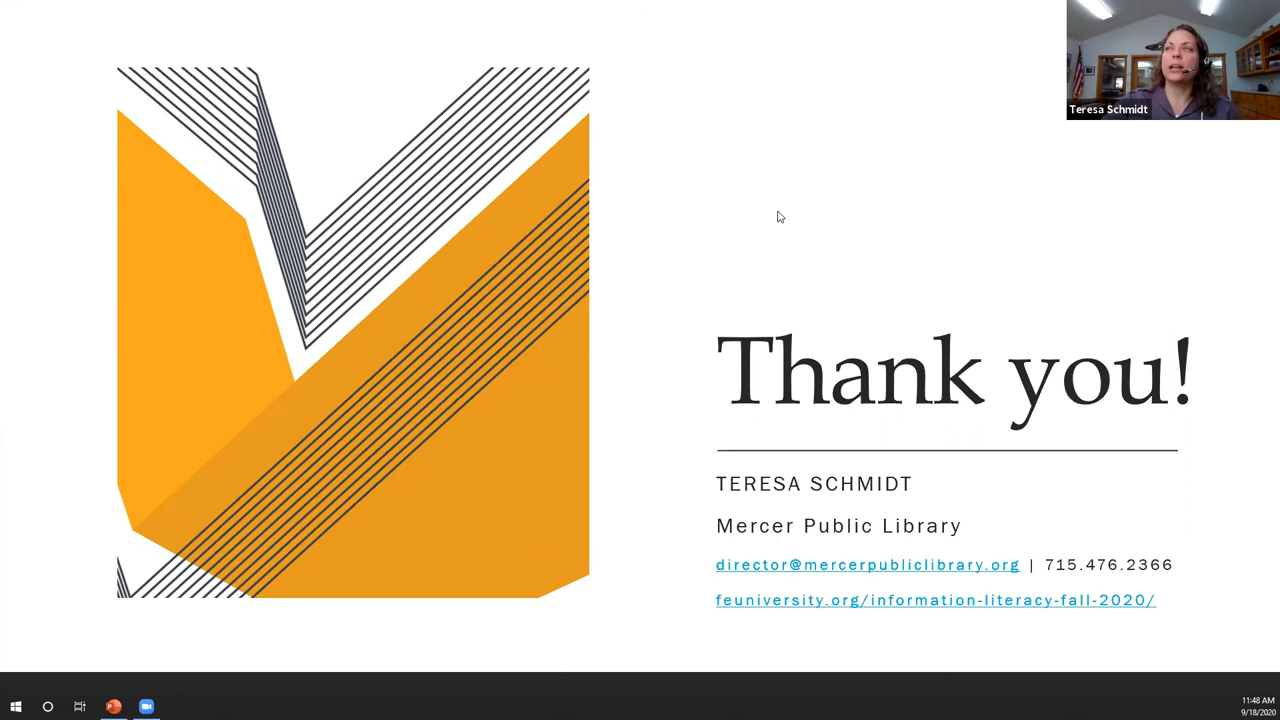 Teresa Schmidt
Thank you!
TERESA SCHMIDT
Mercer Public Library
director@mercerpubliclibrary.org | 715.476.2366
feuniversity.org/information-literacy-fall-2020/
11:48 AM
9/18/2020